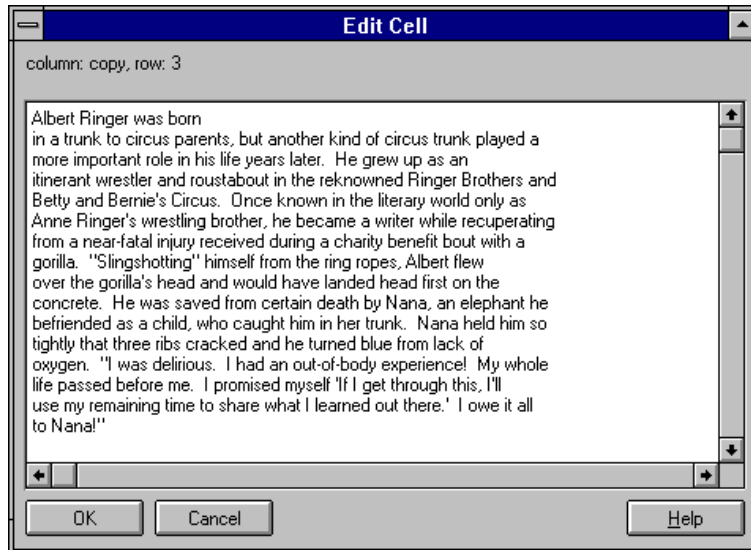 Edit Cell
column: copy, row: 3
Albert Ringer was born
in a trunk to circus parents, but another kind of circus trunk played a
more important role in his life years later.  He grew up as an
itinerant wrestler and roustabout in the reknowned Ringer Brothers and
Betty and Bernie's Circus.  Once known in the literary world only as
Anne Ringer's wrestling brother, he became a writer while recuperating
from a near-fatal injury received during a charity benefit bout with a
gorilla.  "Slingshotting" himself from the ring ropes, Albert flew
over the gorilla's head and would have landed head first on the
concrete.  He was saved from certain death by Nana, an elephant he
befriended as a child, who caught him in her trunk.  Nana held him so
tightly that three ribs cracked and he turned blue from lack of
oxygen.  "I was delirious.  I had an out-of-body experience!  My whole
life passed before me.  I promised myself 'If I get through this, I'll
use my remaining time to share what I learned out there.'  I owe it all
to Nana!"
OK Cancel Help